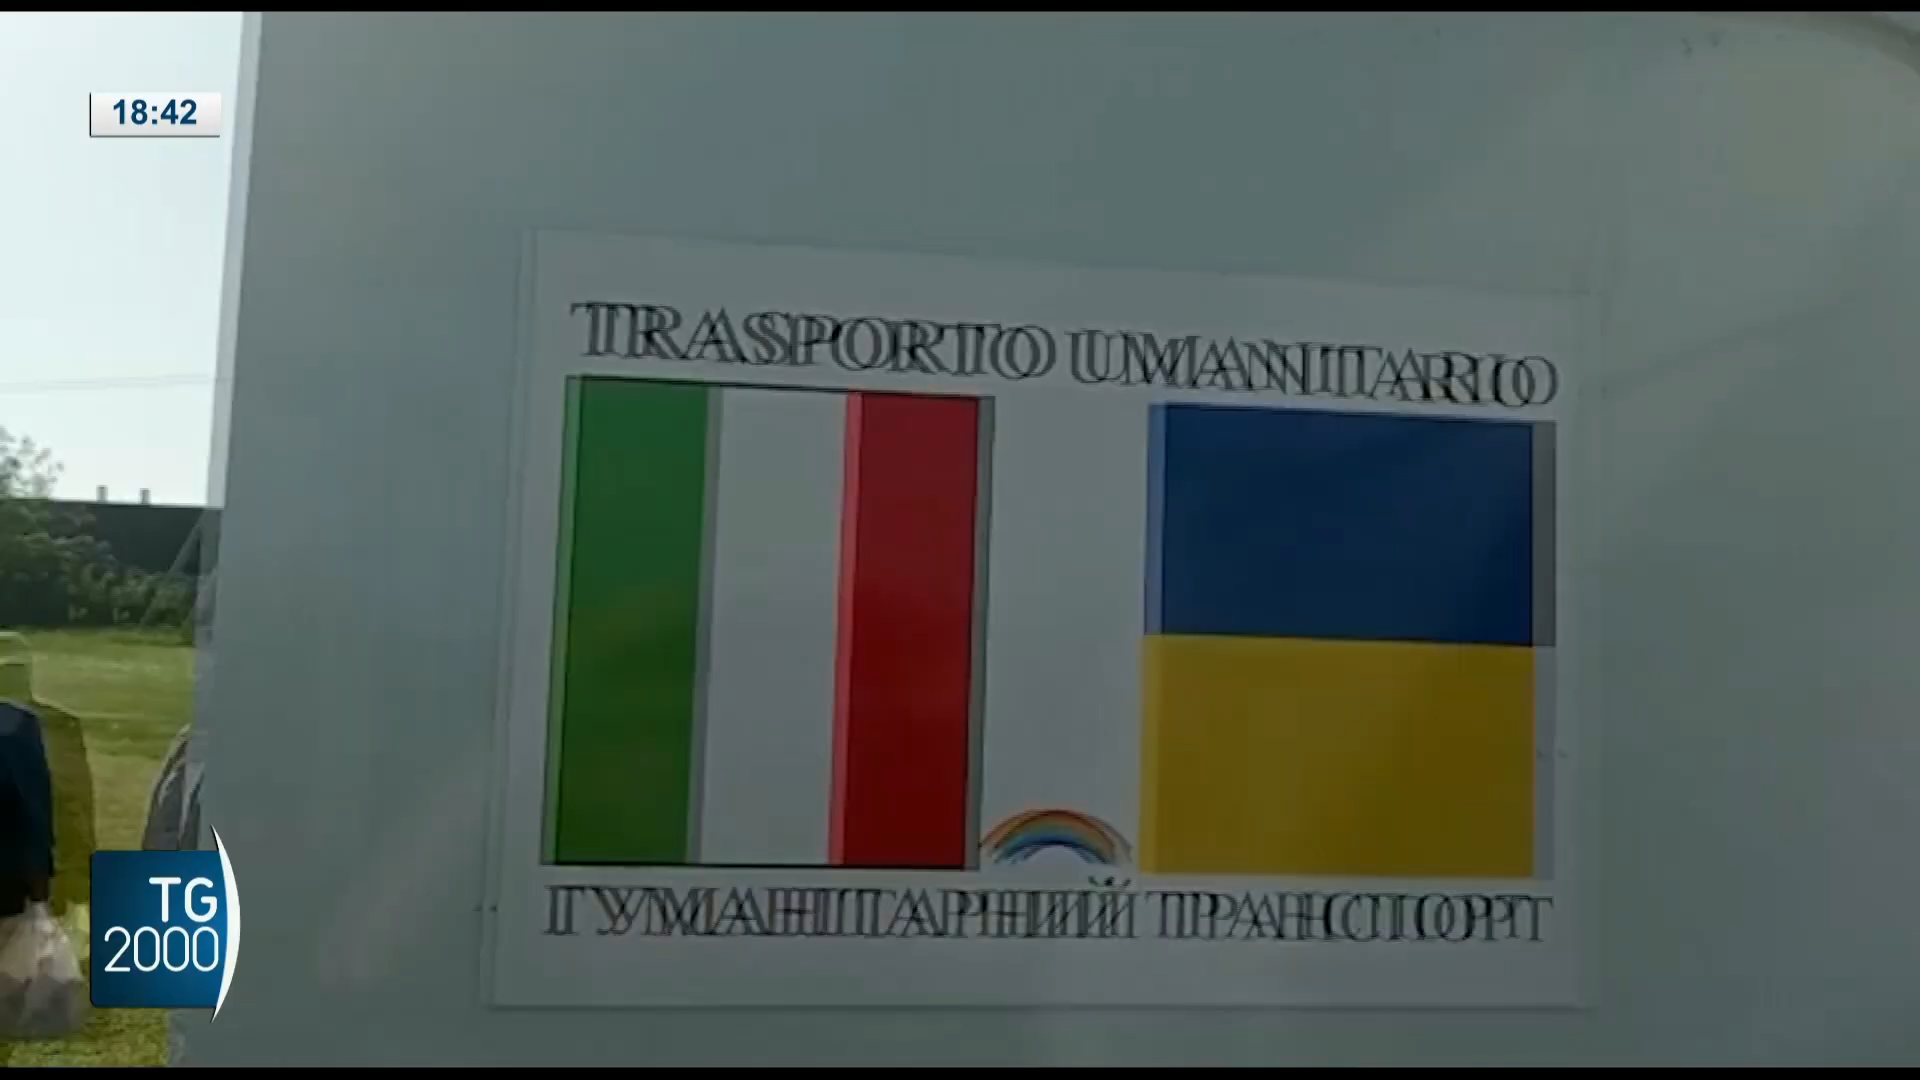 18:42
TRASPORTO UMANITARIO
ГУМАНІТАРНИЙ ТРАНСПОРТ
TG
2000